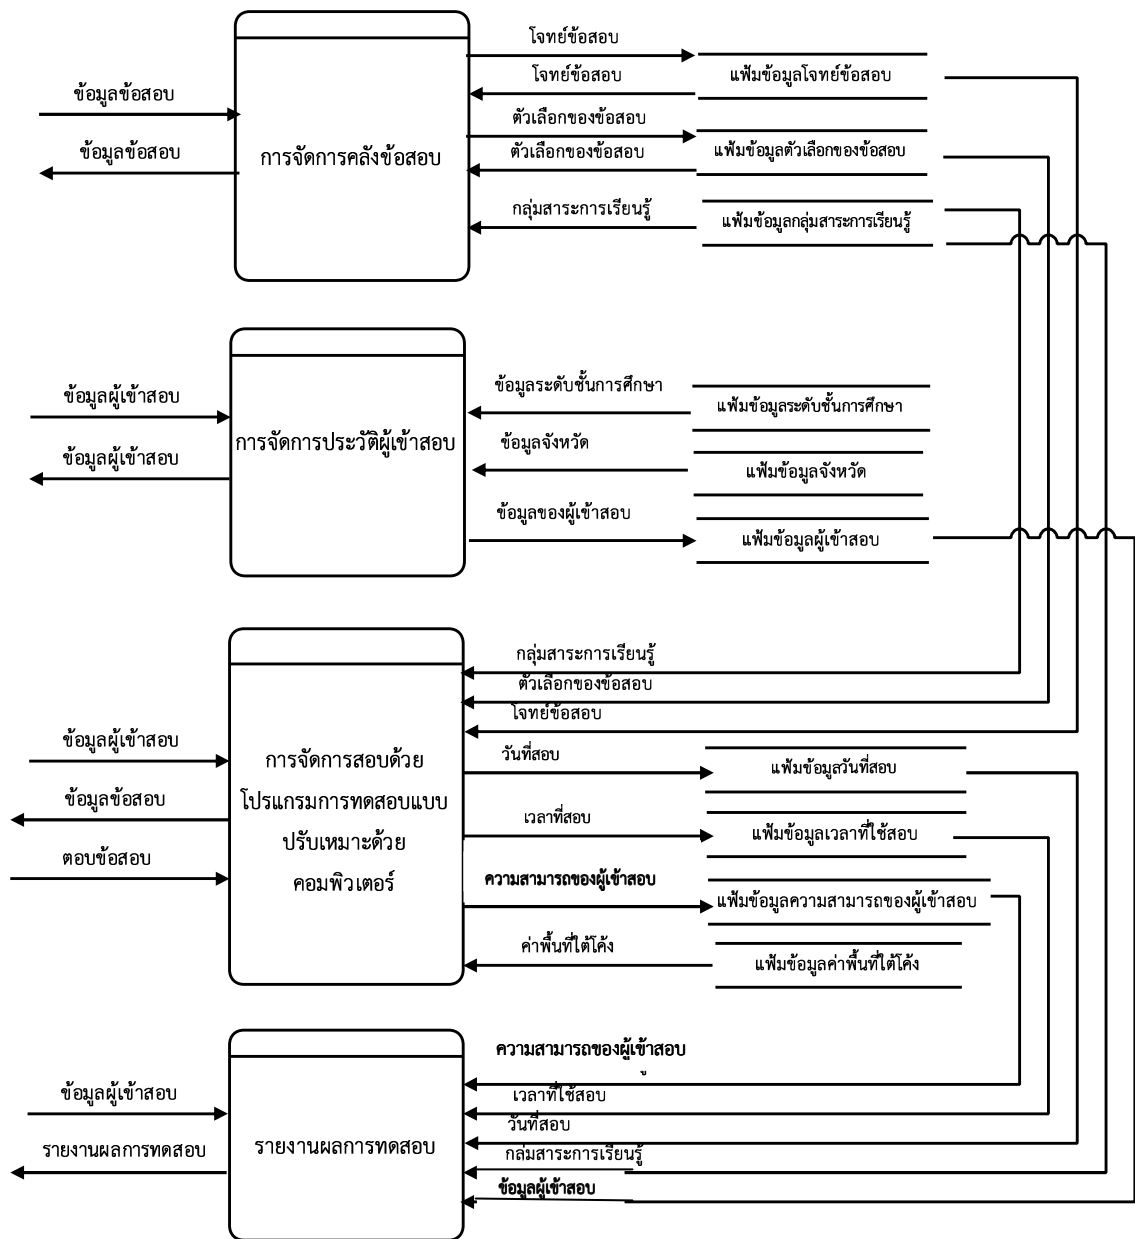 โจทย์ข้อสอบ
โจทย์ข้อสอบ
แฟ้มข้อมูลโจทย์ข้อสอบ
ข้อมูลข้อสอบ
ตัวเลือกของข้อสอบ
ข้อมูลข้อสอบ
การจัดการคลังข้อสอบ
ตัวเลือกของข้อสอบ
แฟ้มข้อมูลตัวเลือกของข้อสอบ
กลุ่มสาระการเรียนรู้
แฟ้มข้อมูลกลุ่มสาระการเรียนรู้
ข้อมูลผู้เข้าสอบ
ข้อมูลระดับชั้นการศึกษา
แฟ้มข้อมูลระดับชั้นการศึกษา
การจัดการประวัติผู้เข้าสอบ
ข้อมูลจังหวัด
ข้อมูลผู้เข้าสอบ
แฟ้มข้อมูลจังหวัด
ข้อมูลของผู้เข้าสอบ
แฟ้มข้อมูลผู้เข้าสอบ
กลุ่มสาระการเรียนรู้
ตัวเลือกของข้อสอบ
โจทย์ข้อสอบ
ข้อมูลผู้เข้าสอบ
วันที่สอบ
แฟ้มข้อมูลวันที่สอบ
การจัดการสอบด้วย
โปรแกรมการทดสอบแบบ
ปรับเหมาะด้วย
คอมพิวเตอร์
ข้อมูลข้อสอบ
เวลาที่สอบ
แฟ้มข้อมูลเวลาที่ใช้สอบ
ตอบข้อสอบ
ความสามารถของผู้เข้าสอบ
แฟ้มข้อมูลความสามารถของผู้เข้าสอบ
ค่าพื้นที่ใต้โค้ง
แฟ้มข้อมูลค่าพื้นที่ใต้โค้ง
ความสามารถของผู้เข้าสอบ
ข้อมูลผู้เข้าสอบ
เวลาที่ใช้สอบ
วันที่สอบ
รายงานผลการทดสอบ
รายงานผลการทดสอบ
กลุ่มสาระการเรียนรู้
ข้อมูลผู้เข้าสอบ